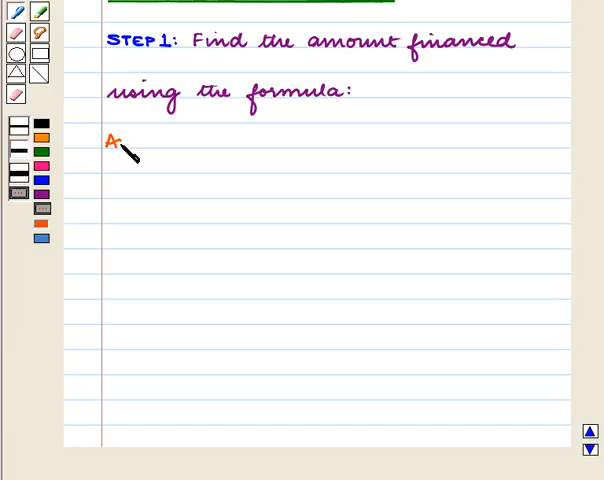 STEP 1: Find the amount financed
using the formula:
A